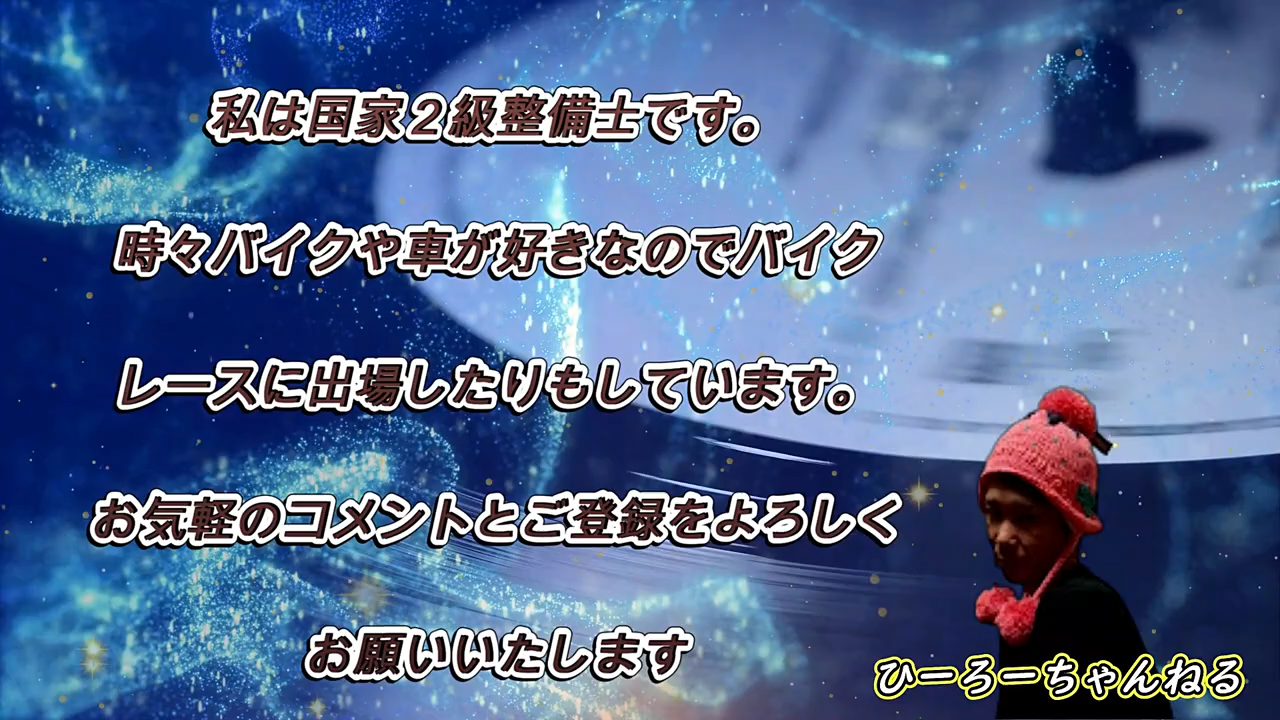 私は国家２級整備士です。
時々バイクや車が好きなのでバイク
レースに出場したりもしています。
お気軽のコメントとご登録をよろしく
お願いいたします
ひーろーちゃんねる